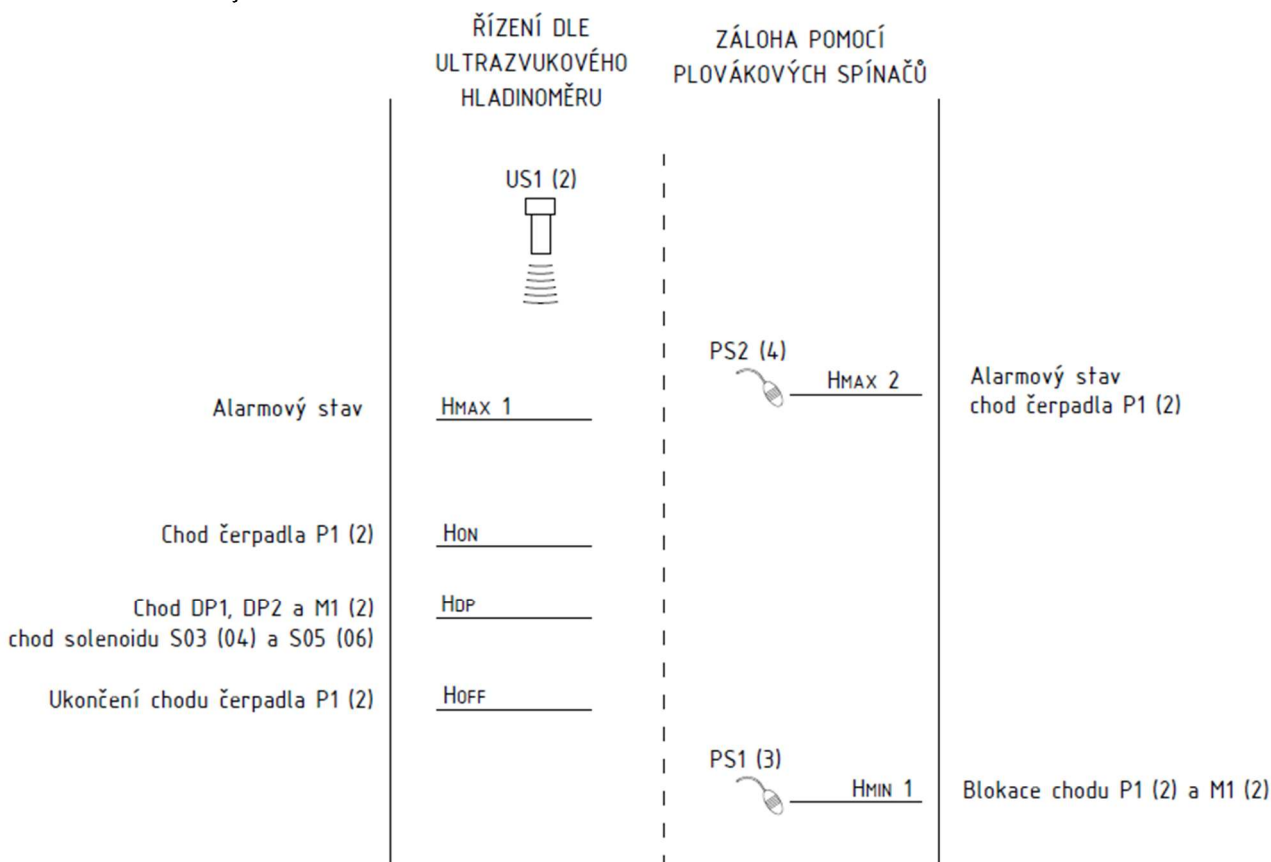 ŘÍZENÍ DLE
ULTRAZVUKOVÉHO
HLADINOMĚRU
ZÁLOHA POMOCÍ
PLOVÁKOVÝCH SPÍNAČŮ
US1 (2)
PS2 (4)
HMAX 2
Alarmový stav
chod čerpadla P1 (2)
Alarmový stav
HMAX 1
Chod čerpadla P1 (2)
HON
Chod DP1, DP2 a M1 (2)
chod solenoidu S03 (04) a S05 (06)
HDP
Ukončení chodu čerpadla P1 (2)
HOFF
PS1 (3)
HMIN 1
Blokace chodu P1 (2) a M1 (2)